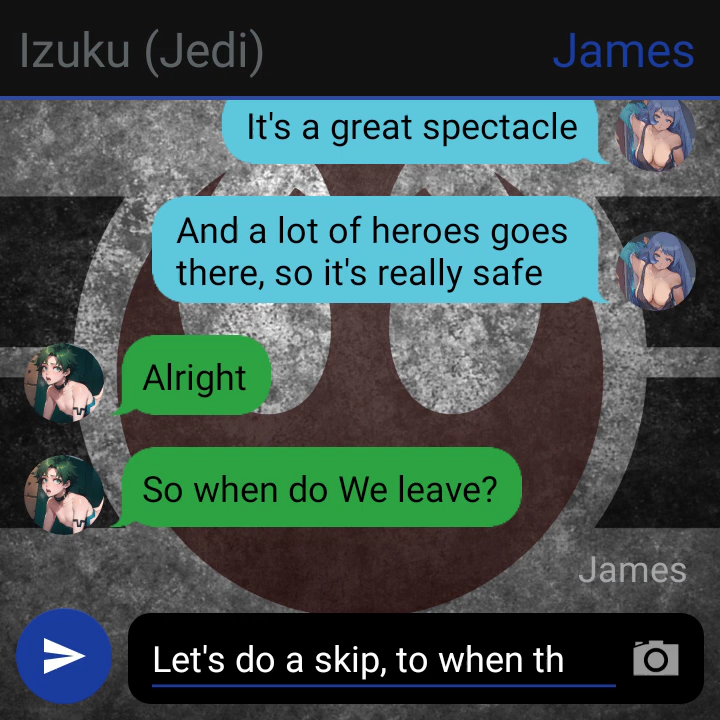 Izuku (Jedi)
James
It's a great spectacle
And a lot of heroes goes
there, so it's really safe
Alright
So when do We leave?
James
Let's do a skip, to when th